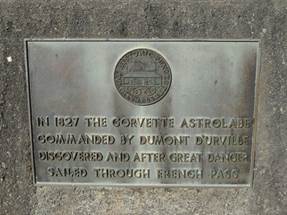 IN 1827 THE CORVETTE ASTROLABE
COMMANDED BY DUMONT D'URVILLE
DISCOVERED AND AFTER GREAT DANGER
SAILED THROUGH FRENCH PASS